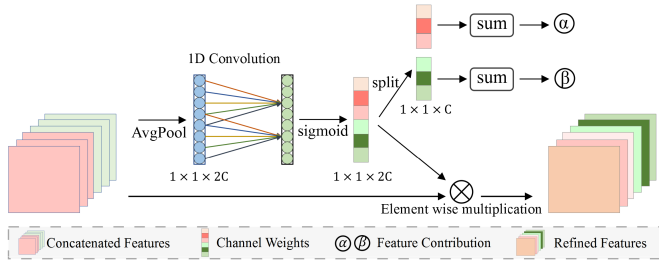 1D Convolution
AvgPool
1 × 1 × 2C
sigmoid
1 × 1 × 2C
split
1 × 1 × C
sum
α
sum
β
Element wise multiplication
Concatenated Features
Channel Weights
α β Feature Contribution
Refined Features